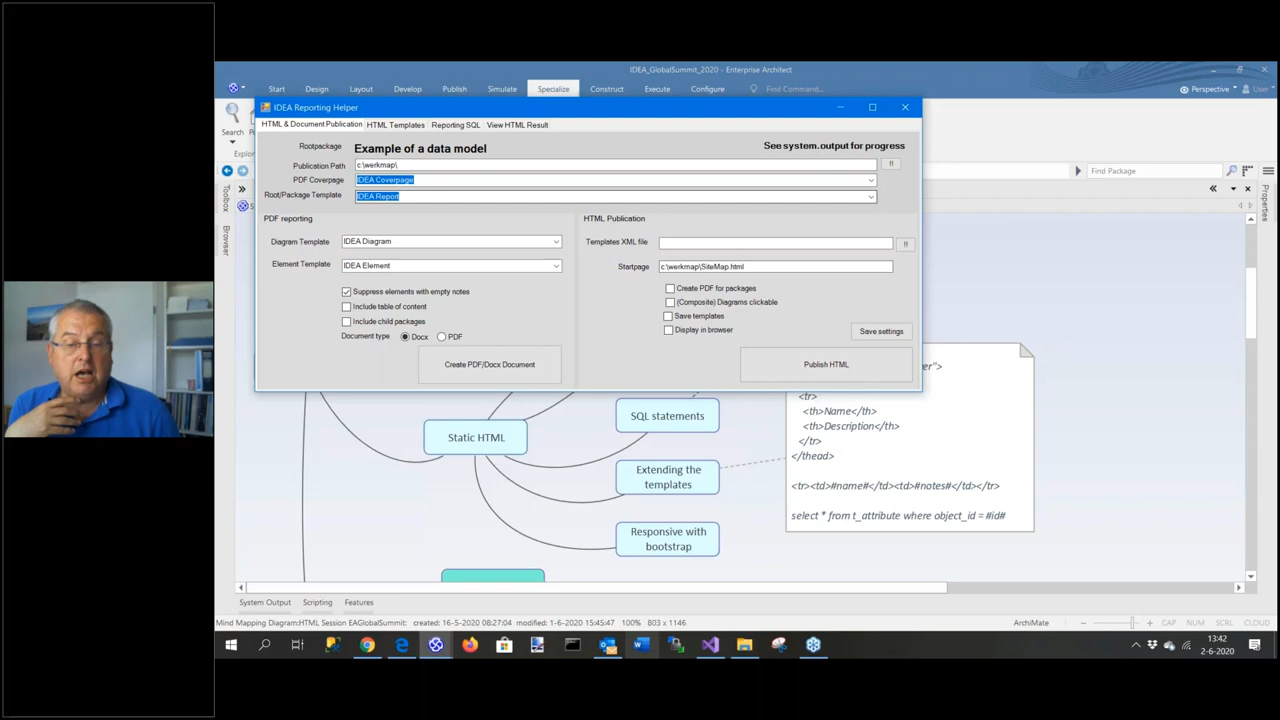 IDEA_GlobalSummit_2020 - Enterprise Architect
Start Design Layout Develop Publish Simulate Specialize Construct Execute Configure Find Command...
Perspective User
IDEA Reporting Helper
Search
HTML & Document Publication HTML Templates Reporting SQL View HTML Result
Explor
Rootpackage Example of a data model See system.output for progress
Publication Path c:\werkmap\ !!
PDF Coverpage IDEA Coverpage
Find Package
Root/Package Template IDEA Report
Toolbox
Browser
Properties
PDF reporting HTML Publication
Diagram Template IDEA Diagram Templates XML file !!
Element Template IDEA Element Startpage c:\werkmap\SiteMap.html
Suppress elements with empty notes Create PDF for packages
Include table of content (Composite) Diagrams clickable
Include child packages Save templates
Document type Docx PDF Display in browser Save settings
Create PDF/Docx Document Publish HTML
er">
<tr>
<th>Name</th>
<th>Description</th>
</tr>
</thead>
<tr><td>#name#</td><td>#notes#</td></tr>
select * from t_attribute where object_id = #id#
Static HTML
SQL statements
Extending the
templates
Responsive with
bootstrap
System Output Scripting Features
Mind Mapping Diagram:HTML Session EAGlobalSummit: created: 16-5-2020 08:27:04 modified: 1-6-2020 15:45:47 100% 803 x 1146 ArchiMate CAP NUM SCRL CLOUD
13:42
2-6-2020